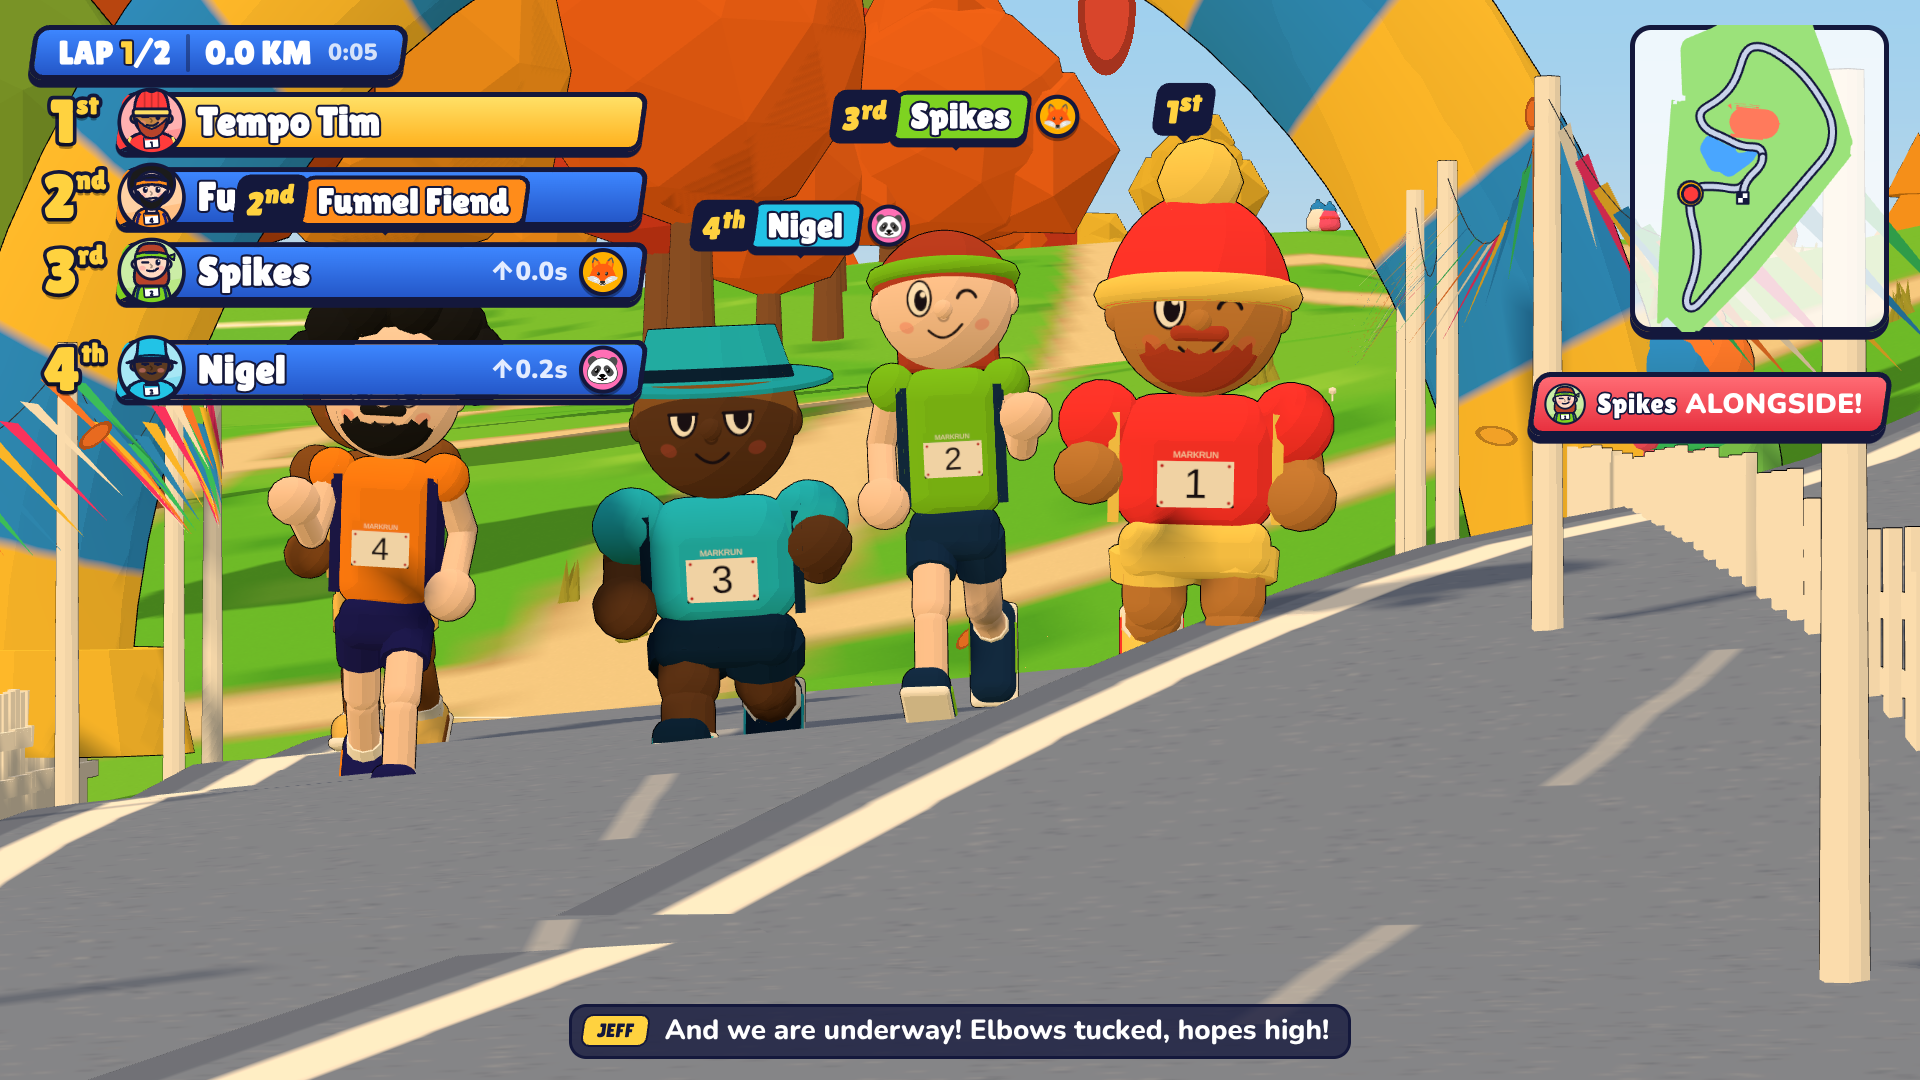 LAP 1/2 0.0 KM 0:05
1st Tempo Tim
2nd Fu
2nd Funnel Fiend
3rd Spikes ↑0.0s
4th Nigel ↑0.2s
3rd Spikes
1st
4th Nigel
Spikes ALONGSIDE!
MARKRUN
4
MARKRUN
3
MARKRUN
2
MARKRUN
1
JEFF And we are underway! Elbows tucked, hopes high!